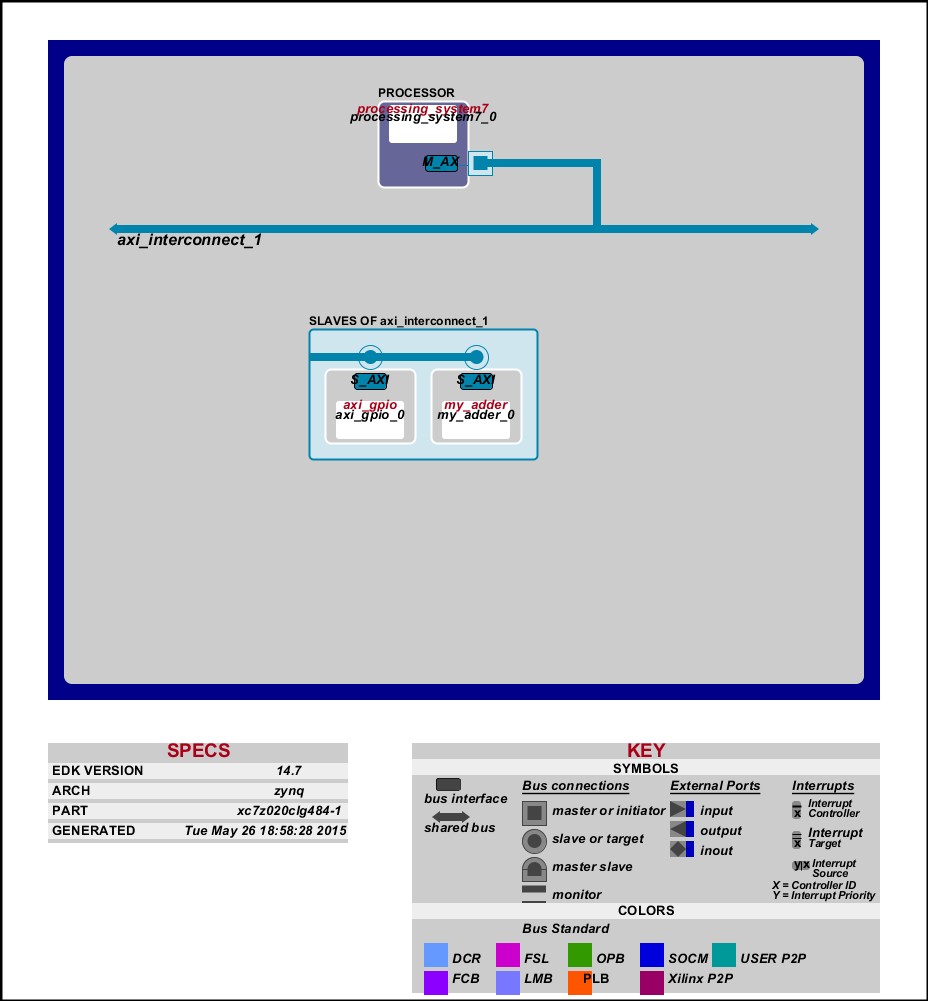 PROCESSOR
processing_system7
processing_system7_0
M_AX
axi_interconnect_1
SLAVES OF axi_interconnect_1
S_AXI S_AXI
axi_gpio my_adder
axi_gpio_0 my_adder_0
SPECS
EDK VERSION 14.7
ARCH zynq
PART xc7z020clg484-1
GENERATED Tue May 26 18:58:28 2015
KEY
SYMBOLS
bus interface
shared bus
Bus connections
master or initiator
slave or target
master slave
monitor
External Ports
input
output
inout
Interrupts
x
Interrupt
Controller
x
Interrupt
Target
y x
Interrupt
Source
X = Controller ID
Y = Interrupt Priority
COLORS
Bus Standard
DCR FSL OPB SOCM USER P2P
FCB LMB PLB Xilinx P2P